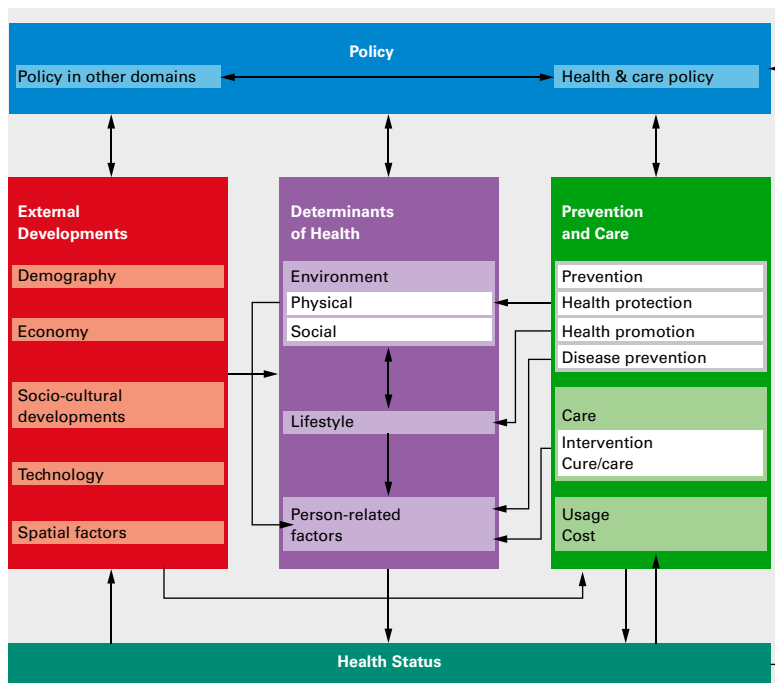 Policy
Policy in other domains
Health & care policy
External
Developments
Demography
Economy
Socio-cultural
developments
Technology
Spatial factors
Determinants
of Health
Environment
Physical
Social
Lifestyle
Person-related
factors
Prevention
and Care
Prevention
Health protection
Health promotion
Disease prevention
Care
Intervention
Cure/care
Usage
Cost
Health Status